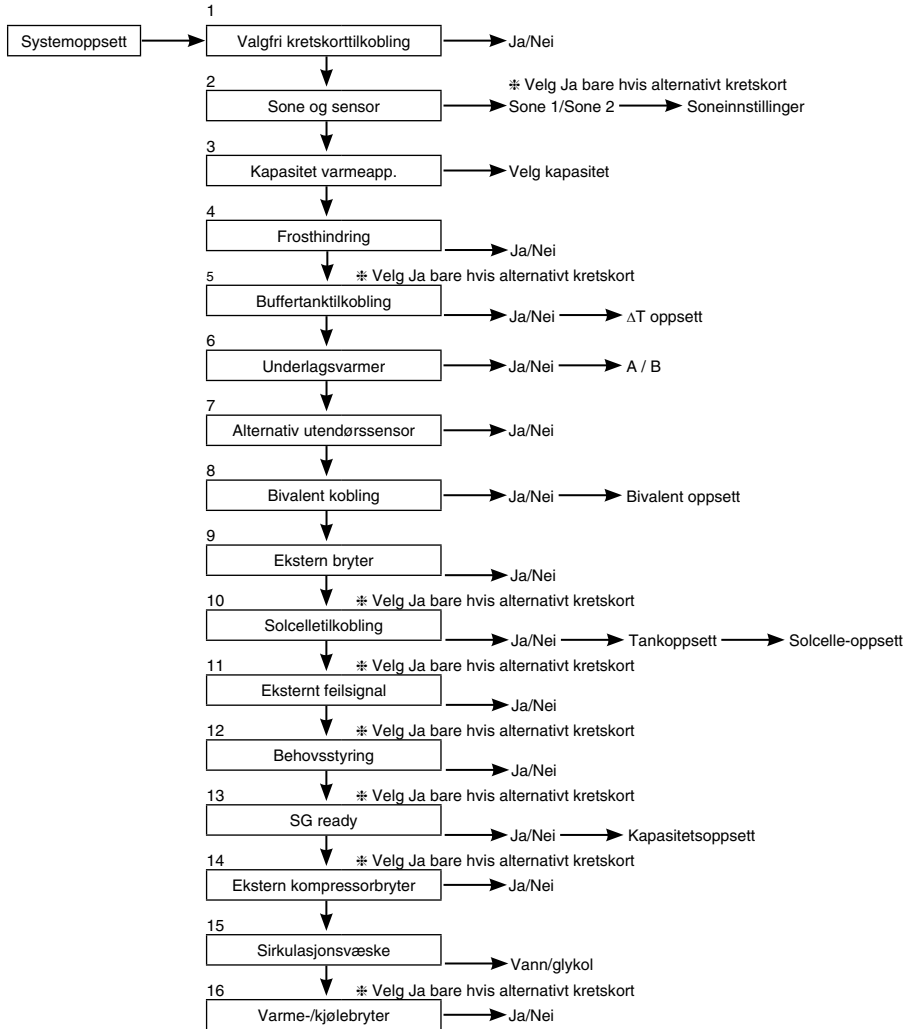 1
Systemoppsett
Valgfri kretskorttilkobling
Ja/Nei
2
⁜ Velg Ja bare hvis alternativt kretskort
Sone og sensor
Sone 1/Sone 2
Soneinnstillinger
3
Kapasitet varmeapp.
Velg kapasitet
4
Frosthindring
Ja/Nei
5
⁜ Velg Ja bare hvis alternativt kretskort
Buffertanktilkobling
Ja/Nei
ΔT oppsett
6
Underlagsvarmer
Ja/Nei
A / B
7
Alternativ utendørssensor
Ja/Nei
8
Bivalent kobling
Ja/Nei
Bivalent oppsett
9
Ekstern bryter
Ja/Nei
10
⁜ Velg Ja bare hvis alternativt kretskort
Solcelletilkobling
Ja/Nei
Tankoppsett
Solcelle-oppsett
11
⁜ Velg Ja bare hvis alternativt kretskort
Eksternt feilsignal
Ja/Nei
12
⁜ Velg Ja bare hvis alternativt kretskort
Behovsstyring
Ja/Nei
13
⁜ Velg Ja bare hvis alternativt kretskort
SG ready
Ja/Nei
Kapasitetsoppsett
14
⁜ Velg Ja bare hvis alternativt kretskort
Ekstern kompressorbryter
Ja/Nei
15
Sirkulasjonsvæske
Vann/glykol
16
⁜ Velg Ja bare hvis alternativt kretskort
Varme-/kjølebryter
Ja/Nei